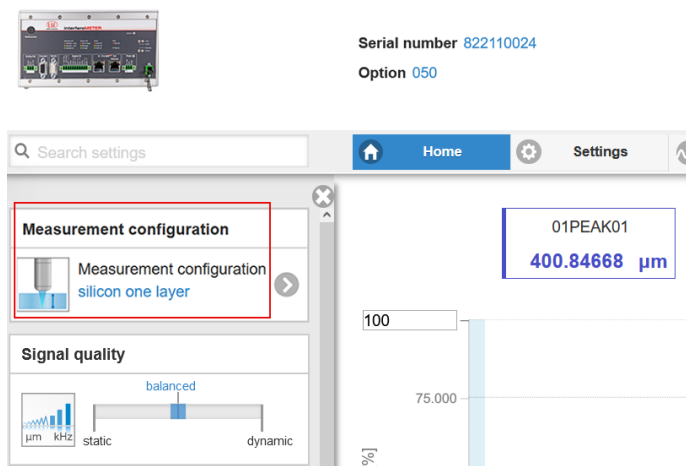 interferoMETER
Serial number 822110024
Option 050
Search settings
Home
Settings
Measurement configuration
Measurement configuration
silicon one layer
01PEAK01
400.84668 µm
100
75.000
%]
Signal quality
balanced
µm kHz
static
dynamic